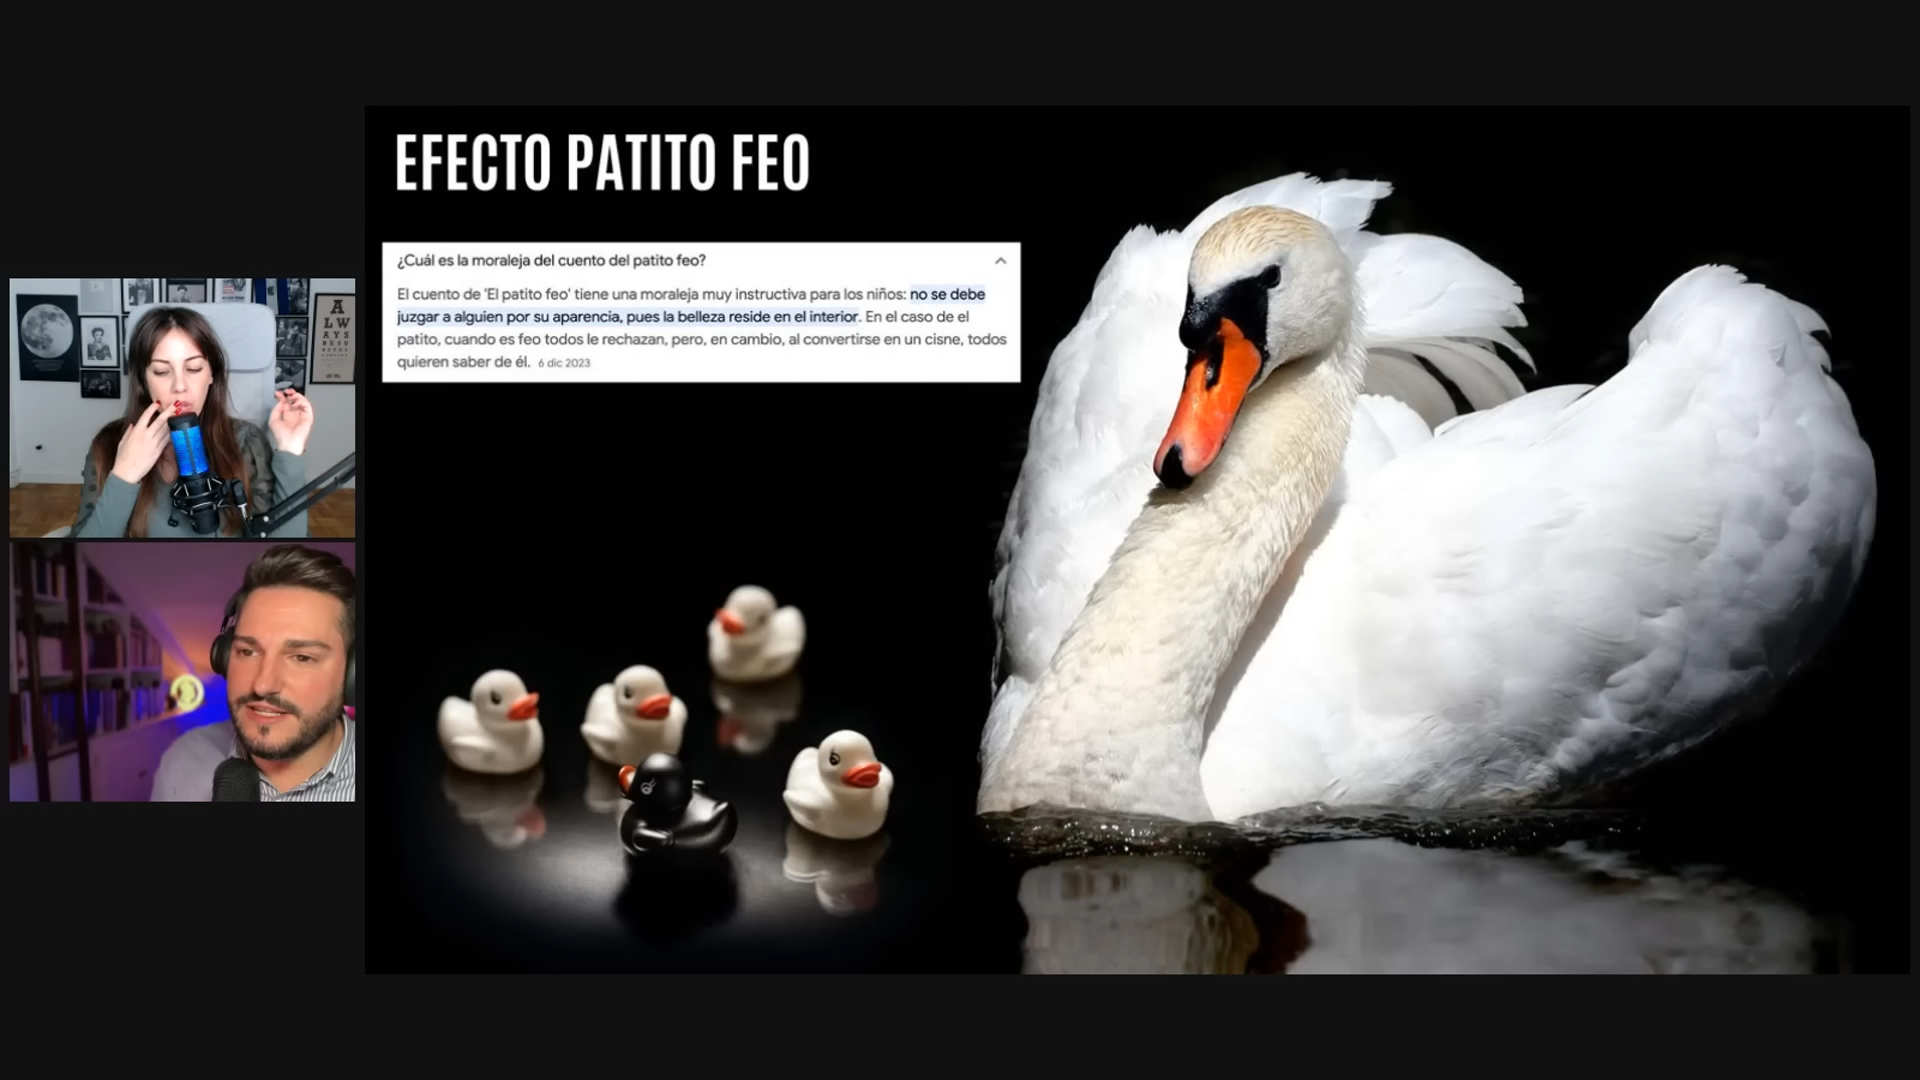 EFECTO PATITO FEO
¿Cuál es la moraleja del cuento del patito feo?
El cuento de 'El patito feo' tiene una moraleja muy instructiva para los niños: no se debe
juzgar a alguien por su aparencia, pues la belleza reside en el interior. En el caso de el
patito, cuando es feo todos le rechazan, pero, en cambio, al convertirse en un cisne, todos
quieren saber de él. 6 dic 2023
A
L W
A Y S